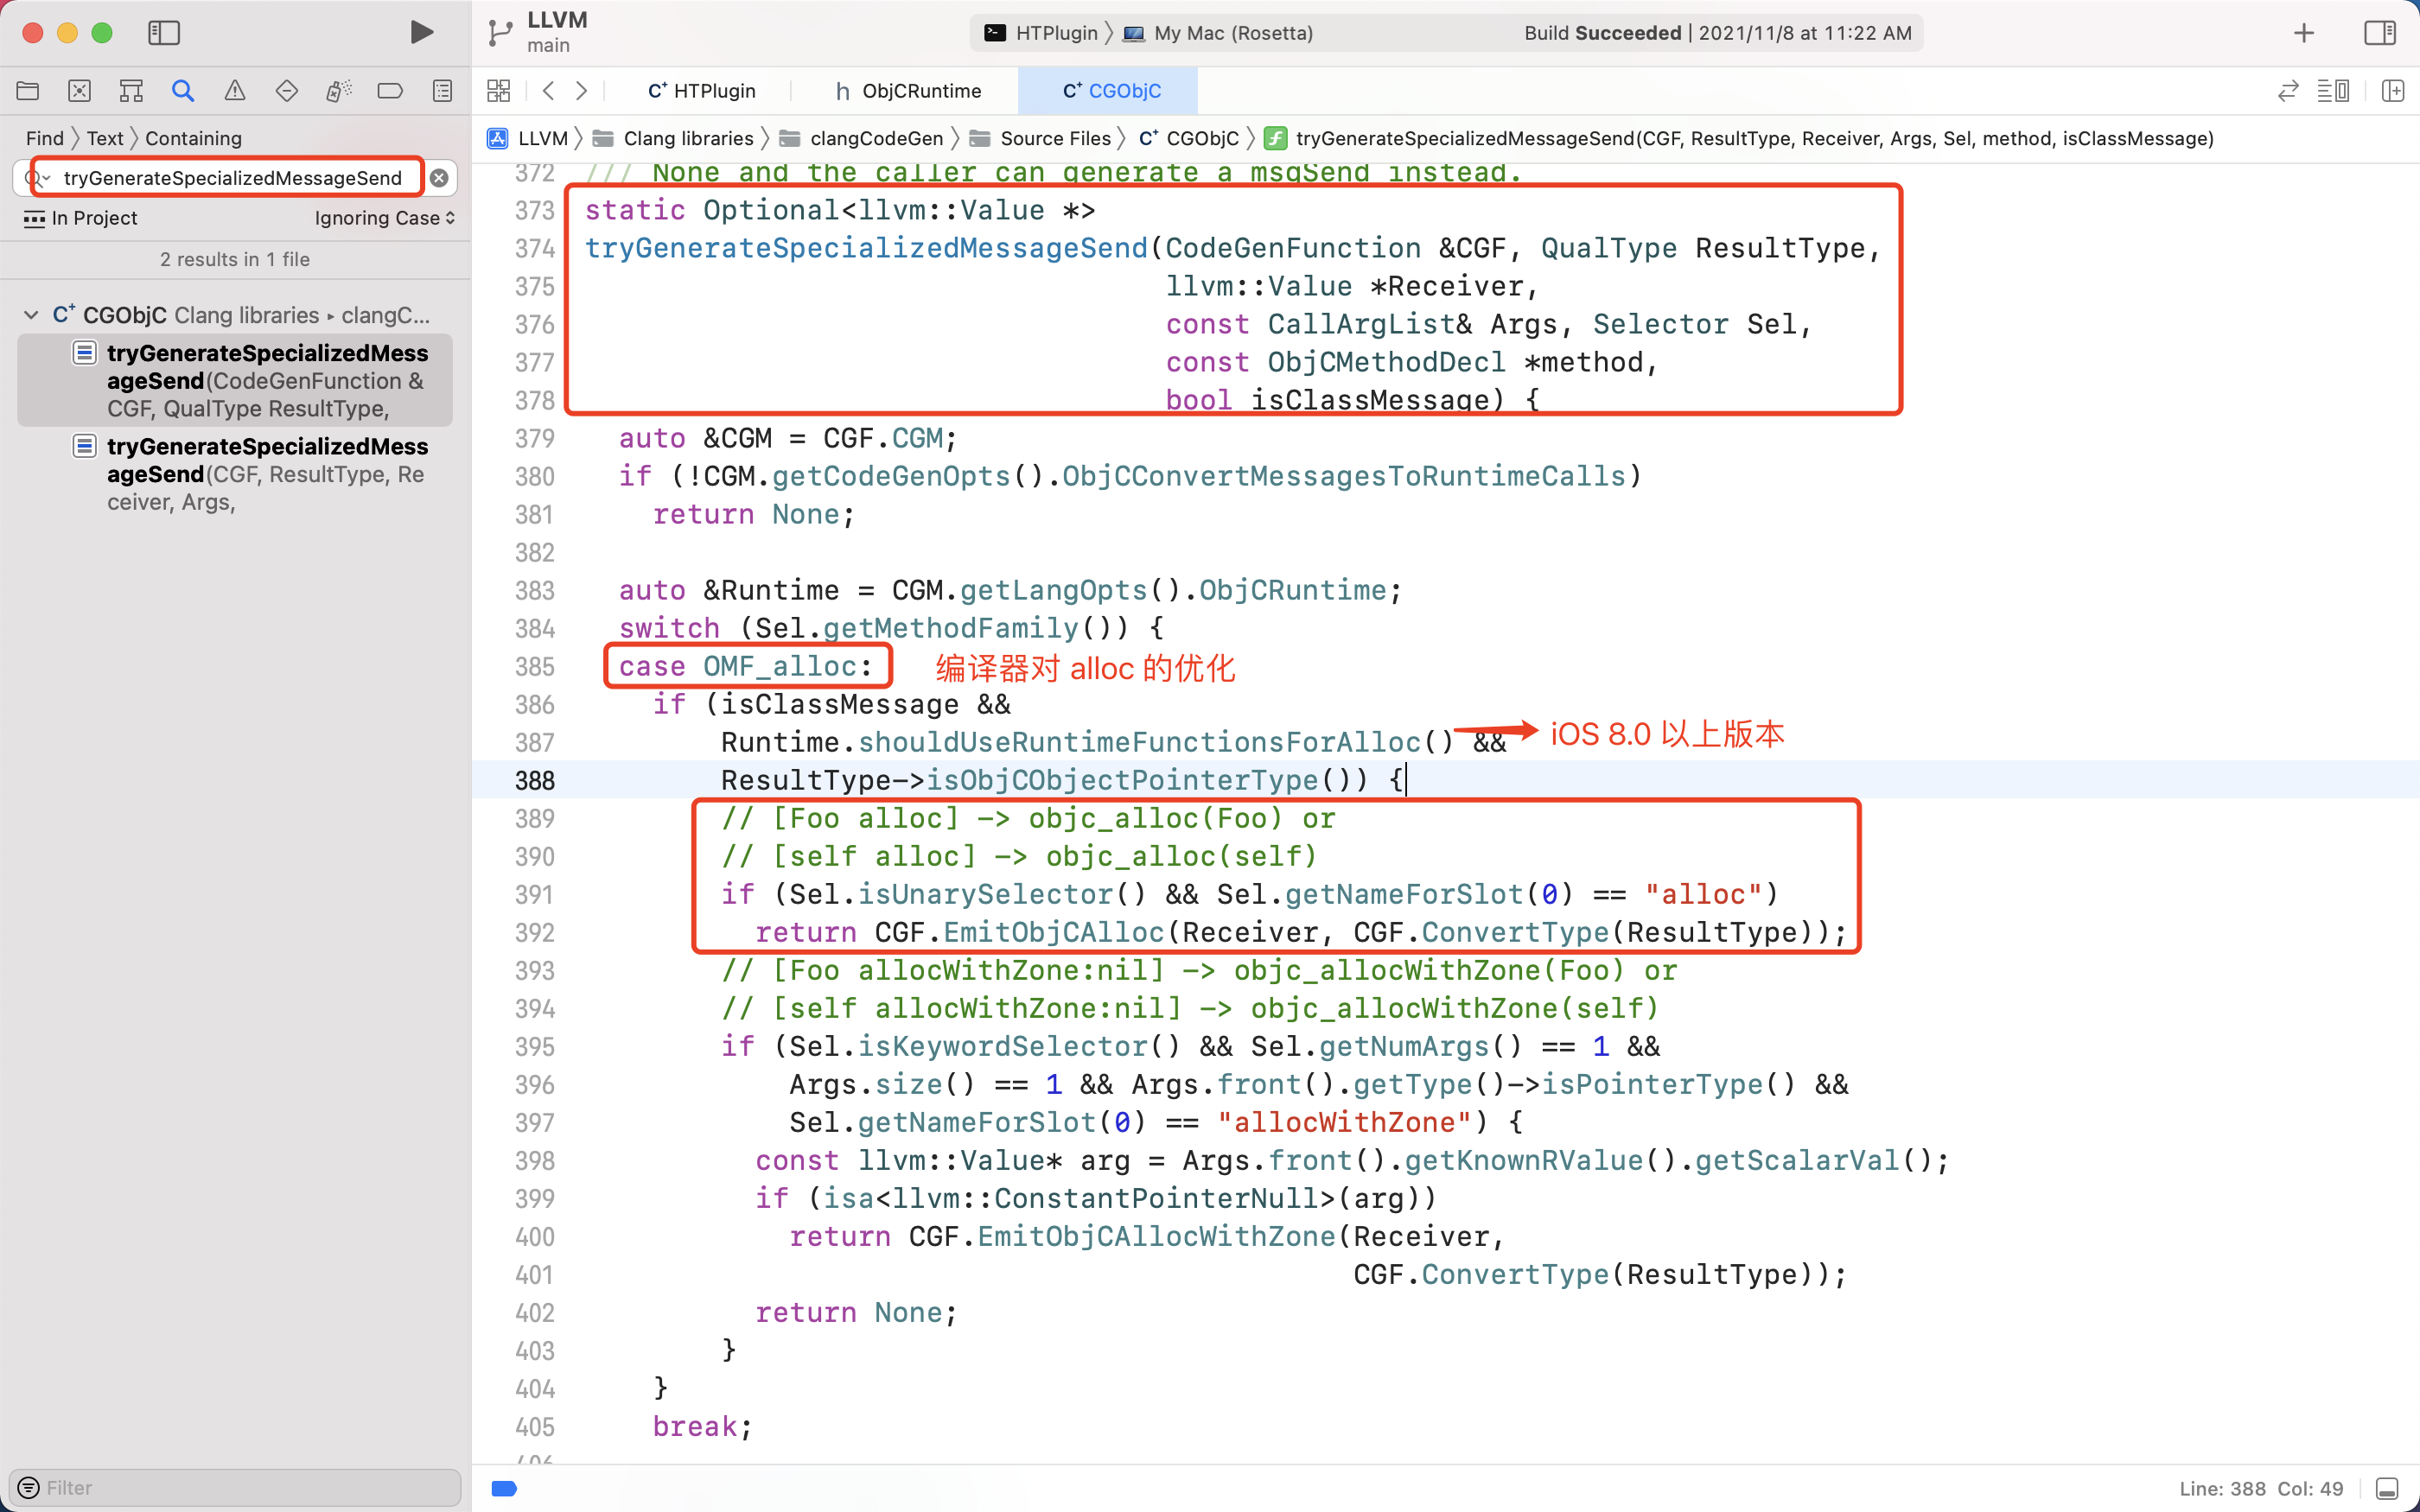 LLVM
main
HTPlugin 〉 My Mac (Rosetta)
Build Succeeded | 2021/11/8 at 11:22 AM
HTPlugin
ObjCRuntime
CGObjC
Find 〉 Text 〉 Containing
LLVM 〉 Clang libraries 〉 clangCodeGen 〉 Source Files 〉 CGObjC 〉 tryGenerateSpecializedMessageSend(CGF, ResultType, Receiver, Args, Sel, method, isClassMessage)
tryGenerateSpecializedMessageSend
In Project
Ignoring Case
2 results in 1 file
CGObjC Clang libraries ▸ clangC...
tryGenerateSpecializedMess
ageSend(CodeGenFunction &
CGF, QualType ResultType,
tryGenerateSpecializedMess
ageSend(CGF, ResultType, Re
ceiver, Args,
Filter
372 /// None and the caller can generate a msgSend instead.
373 static Optional<llvm::Value *>
374 tryGenerateSpecializedMessageSend(CodeGenFunction &CGF, QualType ResultType,
375 llvm::Value *Receiver,
376 const CallArgList& Args, Selector Sel,
377 const ObjCMethodDecl *method,
378 bool isClassMessage) {
379 auto &CGM = CGF.CGM;
380 if (!CGM.getCodeGenOpts().ObjCConvertMessagesToRuntimeCalls)
381 return None;
382
383 auto &Runtime = CGM.getLangOpts().ObjCRuntime;
384 switch (Sel.getMethodFamily()) {
385 case OMF_alloc: 编译器对 alloc 的优化
386 if (isClassMessage &&
387 Runtime.shouldUseRuntimeFunctionsForAlloc() && iOS 8.0 以上版本
388 ResultType->isObjCObjectPointerType()) {
389 // [Foo alloc] -> objc_alloc(Foo) or
390 // [self alloc] -> objc_alloc(self)
391 if (Sel.isUnarySelector() && Sel.getNameForSlot(0) == "alloc")
392 return CGF.EmitObjCAlloc(Receiver, CGF.ConvertType(ResultType));
393 // [Foo allocWithZone:nil] -> objc_allocWithZone(Foo) or
394 // [self allocWithZone:nil] -> objc_allocWithZone(self)
395 if (Sel.isKeywordSelector() && Sel.getNumArgs() == 1 &&
396 Args.size() == 1 && Args.front().getType()->isPointerType() &&
397 Sel.getNameForSlot(0) == "allocWithZone") {
398 const llvm::Value* arg = Args.front().getKnownRValue().getScalarVal();
399 if (isa<llvm::ConstantPointerNull>(arg))
400 return CGF.EmitObjCAllocWithZone(Receiver,
401 CGF.ConvertType(ResultType));
402 return None;
403 }
404 }
405 break;
406
Line: 388 Col: 49